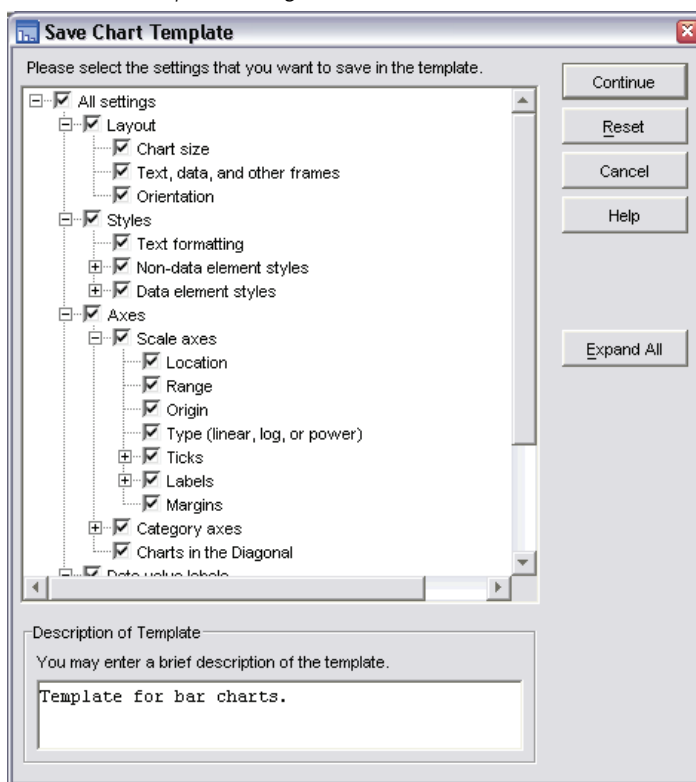 Save Chart Template
Please select the settings that you want to save in the template.
All settings
Layout
Chart size
Text, data, and other frames
Orientation
Styles
Text formatting
Non-data element styles
Data element styles
Axes
Scale axes
Location
Range
Origin
Type (linear, log, or power)
Ticks
Labels
Margins
Category axes
Charts in the Diagonal
Data value labels
Continue
Reset
Cancel
Help
Expand All
Description of Template
You may enter a brief description of the template.
Template for bar charts.